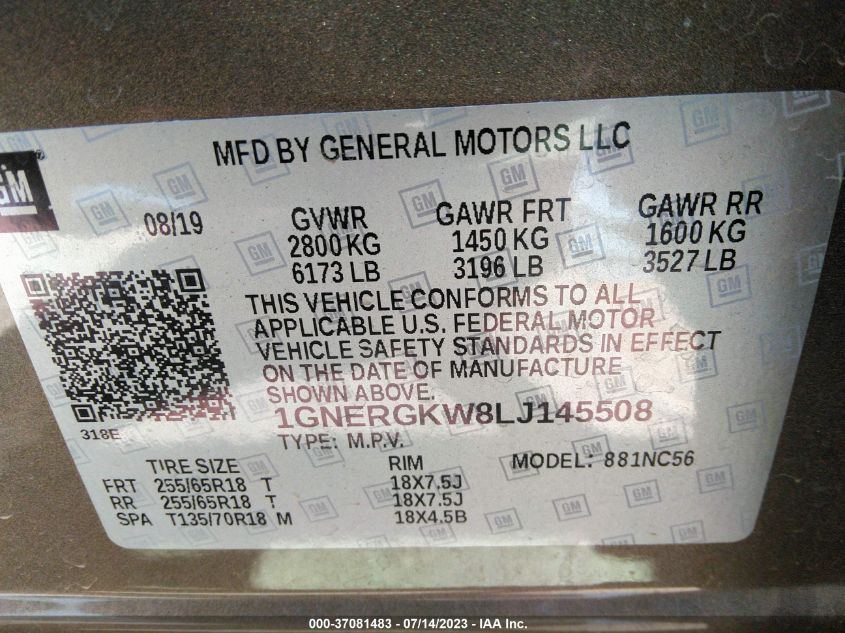 MFD BY GENERAL MOTORS LLC
GM
08/19 GVWR GAWR FRT GAWR RR
2800 KG 1450 KG 1600 KG
6173 LB 3196 LB 3527 LB
THIS VEHICLE CONFORMS TO ALL
APPLICABLE U.S. FEDERAL MOTOR
VEHICLE SAFETY STANDARDS IN EFFECT
ON THE DATE OF MANUFACTURE
SHOWN ABOVE.
1GNERGKW8LJ145508
318E
TYPE: M.P.V.
MODEL: 881NC56
TIRE SIZE RIM
FRT 255/65R18 T 18X7.5J
RR 255/65R18 T 18X7.5J
SPA T135/70R18 M 18X4.5B
000-37081483 - 07/14/2023 - IAA Inc.